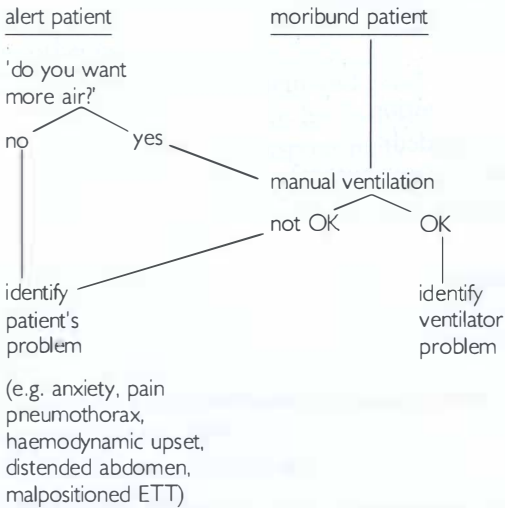 alert patient
moribund patient
'do you want
more air?'
no
yes
manual ventilation
not OK
OK
identify
patient's
problem
identify
ventilator
problem
(e.g. anxiety, pain
pneumothorax,
haemodynamic upset,
distended abdomen,
malpositioned ETT)